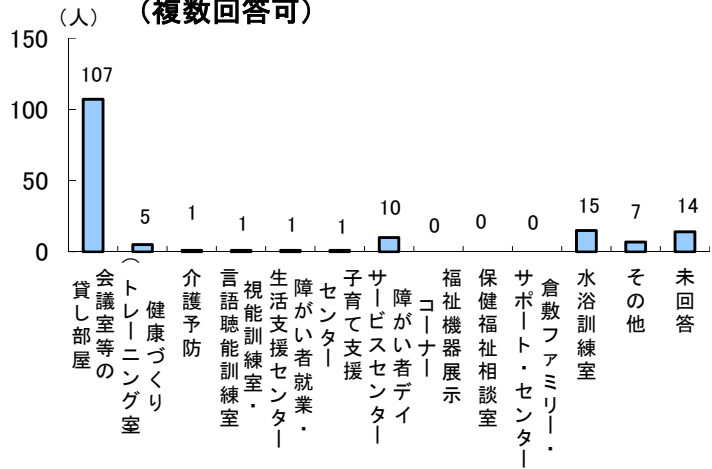 (人)
(複数回答可)
150
100
50
0
107
5
1
1
1
1
10
0
0
0
15
7
14
会議室等の
貸し部屋
健康づくり
(トレーニング室
介護予防
視能訓練室・
言語聴能訓練室
障がい者就業・
生活支援センター
子育て支援
センター
障がい者デイ
サービスセンター
福祉機器展示
コーナー
保健福祉相談室
倉敷ファミリー・
サポート・センター
水浴訓練室
その他
未回答